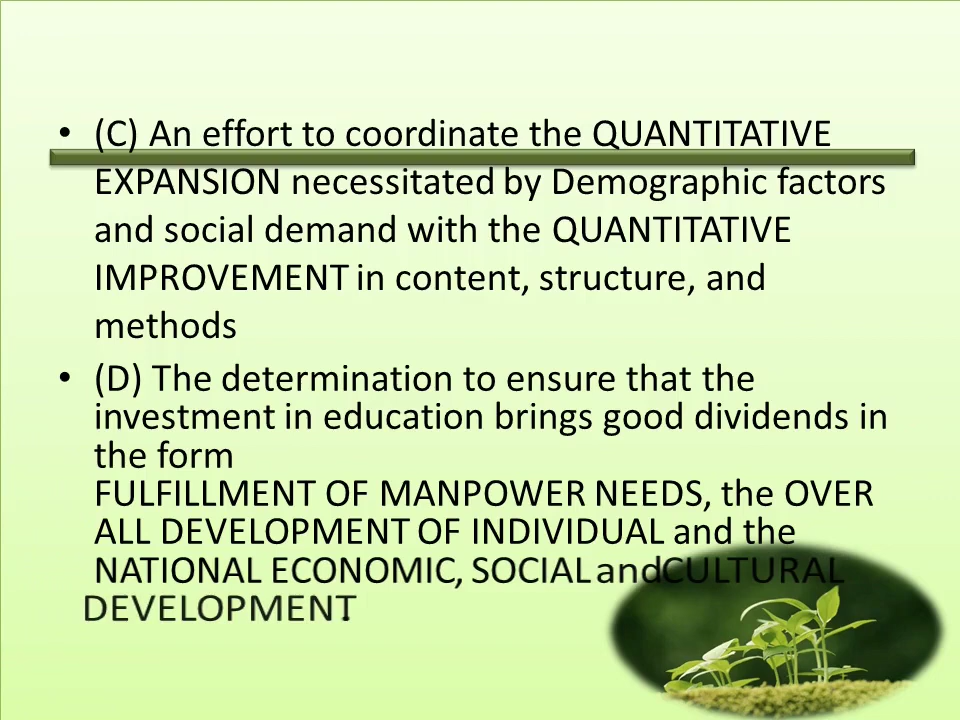 • (C) An effort to coordinate the QUANTITATIVE
EXPANSION necessitated by Demographic factors
and social demand with the QUANTITATIVE
IMPROVEMENT in content, structure, and
methods
• (D) The determination to ensure that the
investment in education brings good dividends in
the form
FULFILLMENT OF MANPOWER NEEDS, the OVER
ALL DEVELOPMENT OF INDIVIDUAL and the
NATIONAL ECONOMIC, SOCIAL and CULTURAL
DEVELOPMENT.